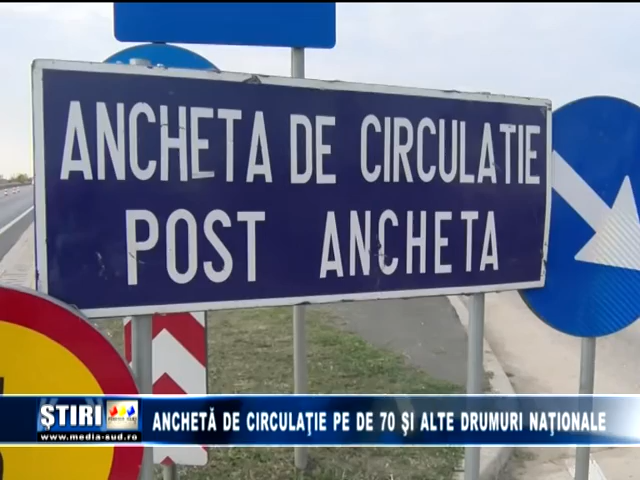 ANCHETA DE CIRCULATIE
POST ANCHETA
ŞTIRI
www.media-sud.ro
ANCHETĂ DE CIRCULAŢIE PE DE 70 ŞI ALTE DRUMURI NAŢIONALE